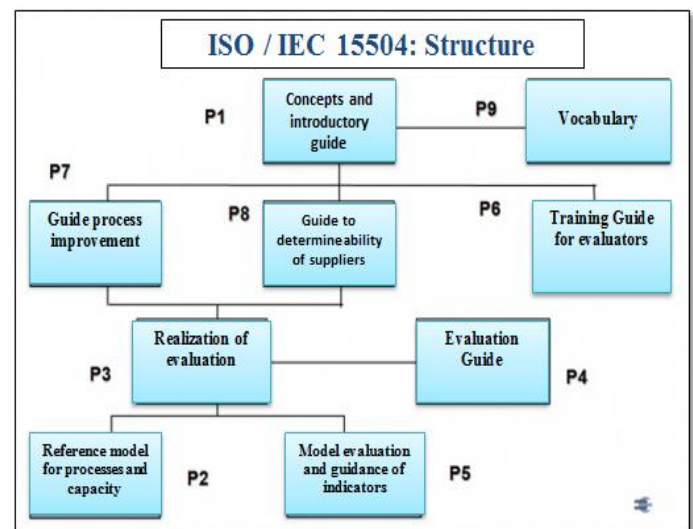 ISO / IEC 15504: Structure
P1
Concepts and
introductory
guide
P9
Vocabulary
P7
Guide process
improvement
P8
Guide to
determineability
of suppliers
P6
Training Guide
for evaluators
P3
Realization of
evaluation
Evaluation
Guide
P4
Reference model
for processes and
capacity
P2
Model evaluation
and guidance of
indicators
P5